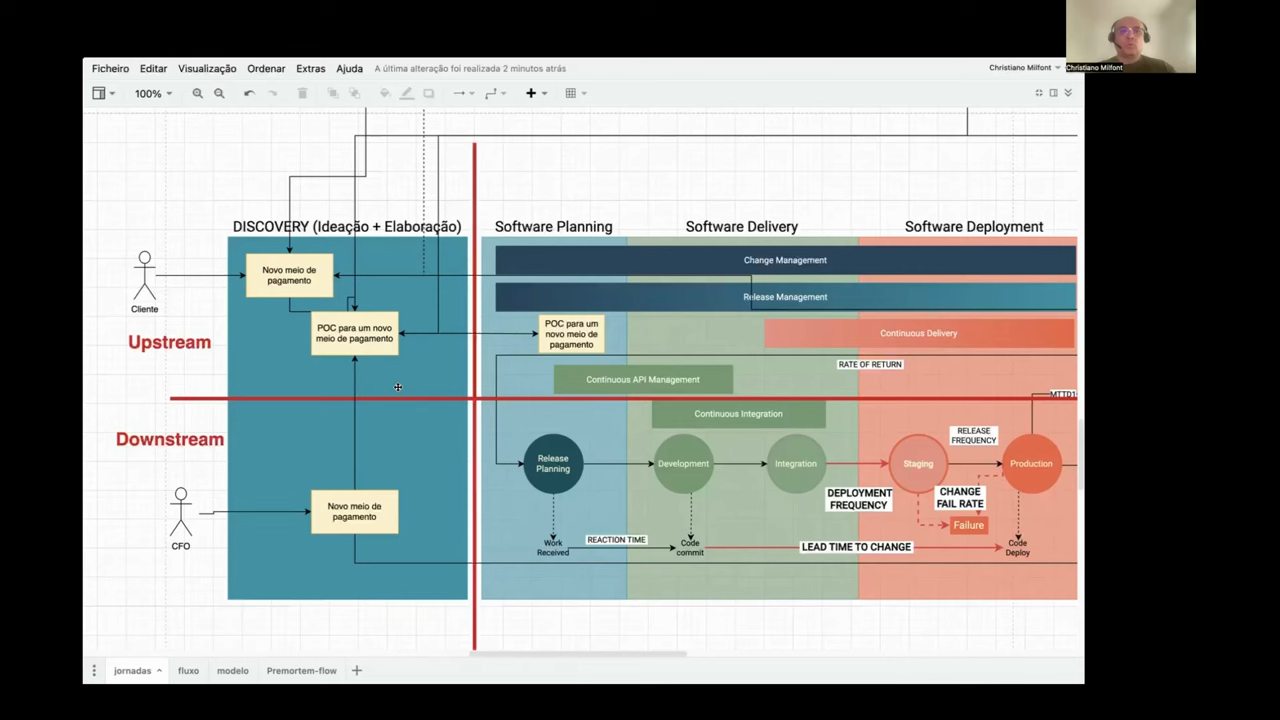 Christiano Milfont
Ficheiro Editar Visualização Ordenar Extras Ajuda A última alteração foi realizada 2 minutos atrás
Christiano Milfont
100%
DISCOVERY (Ideação + Elaboração)
Software Planning
Software Delivery
Software Deployment
Cliente
Novo meio de
pagamento
POC para um novo
meio de pagamento
Upstream
Change Management
Release Management
POC para um
novo meio de
pagamento
Continuous Delivery
RATE OF RETURN
Continuous API Management
MTTD1
Continuous Integration
Downstream
CFO
Novo meio de
pagamento
Release
Planning
Development
Integration
Staging
RELEASE
FREQUENCY
Production
DEPLOYMENT
FREQUENCY
CHANGE
FAIL RATE
Failure
Work
Received
REACTION TIME
Code
commit
LEAD TIME TO CHANGE
Code
Deploy
jornadas fluxo modelo Premortem-flow